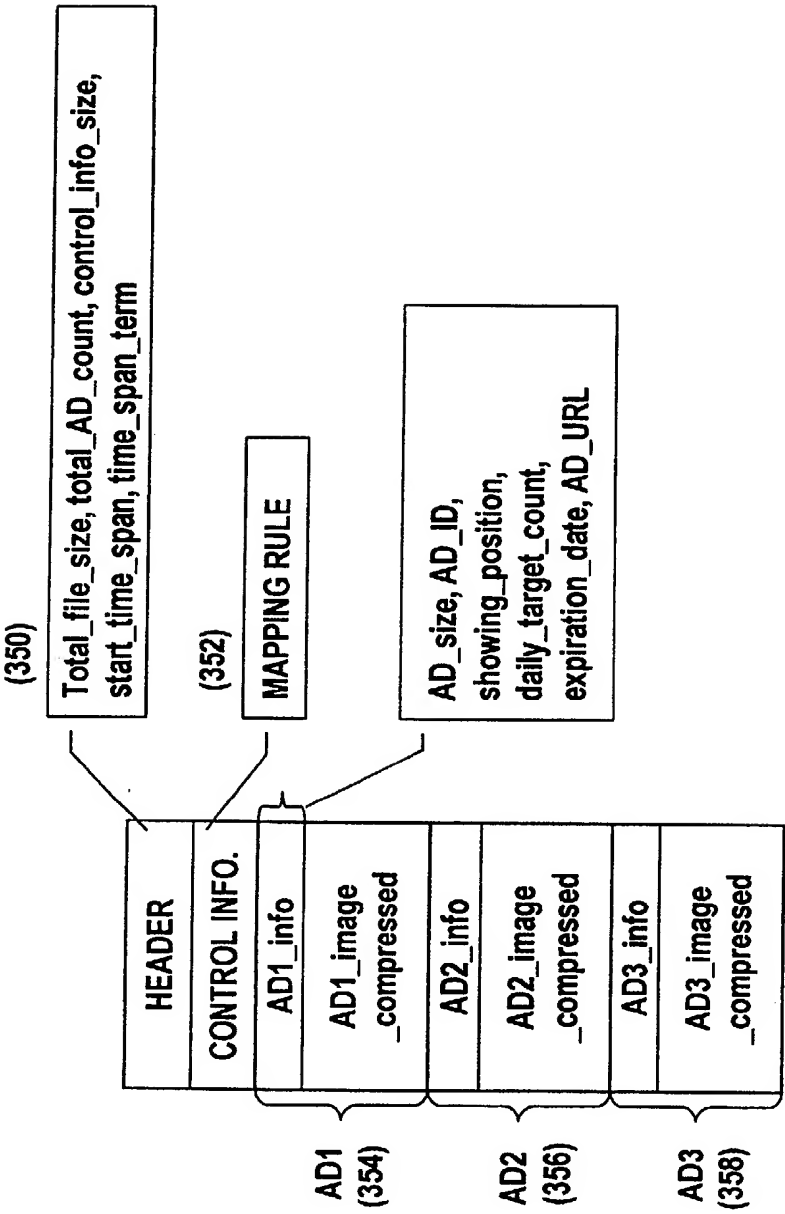 (350)
Total_file_size, total_AD_count, control_info_size,
start_time_span, time_span_term
(352)
MAPPING RULE
AD_size, AD_ID,
showing_position,
daily_target_count,
expiration_date, AD_URL
HEADER
CONTROL INFO.
AD1_info
AD1_image
_compressed
AD2_info
AD2_image
_compressed
AD3_info
AD3_image
_compressed
AD1
(354)
AD2
(356)
AD3
(358)